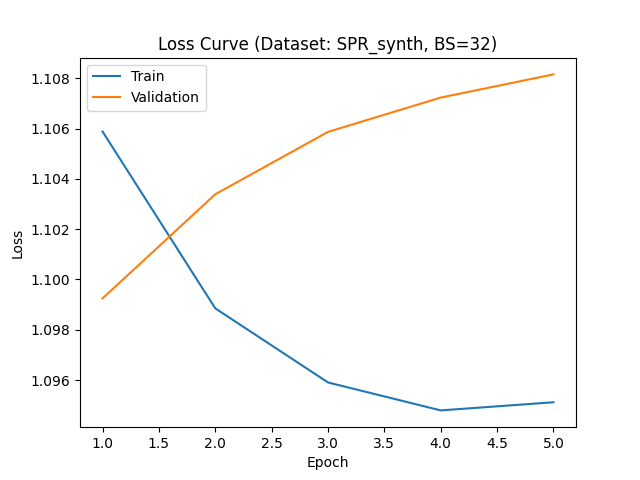 Loss Curve (Dataset: SPR_synth, BS=32)
Train
Validation
1.108
1.106
1.104
1.102
1.100
1.098
1.096
Loss
1.0 1.5 2.0 2.5 3.0 3.5 4.0 4.5 5.0
Epoch